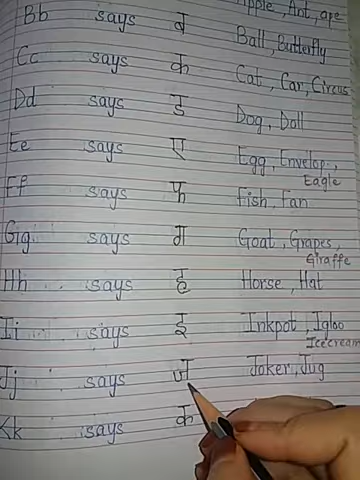 Apple, Ant, ape
Bb says ब Ball, Butterfly
Cc says क Cat, Car, Circus
Dd says ड Dog, Doll
Ee says ए Egg, Envelop,
Eagle
Ff says फ Fish, Fan
Gg says ग Goat, Grapes,
Giraffe
Hh says ह Horse, Hat
Ii says इ Inkpot, Igloo
Icecream
Jj says ज Joker, Jug
Kk says क